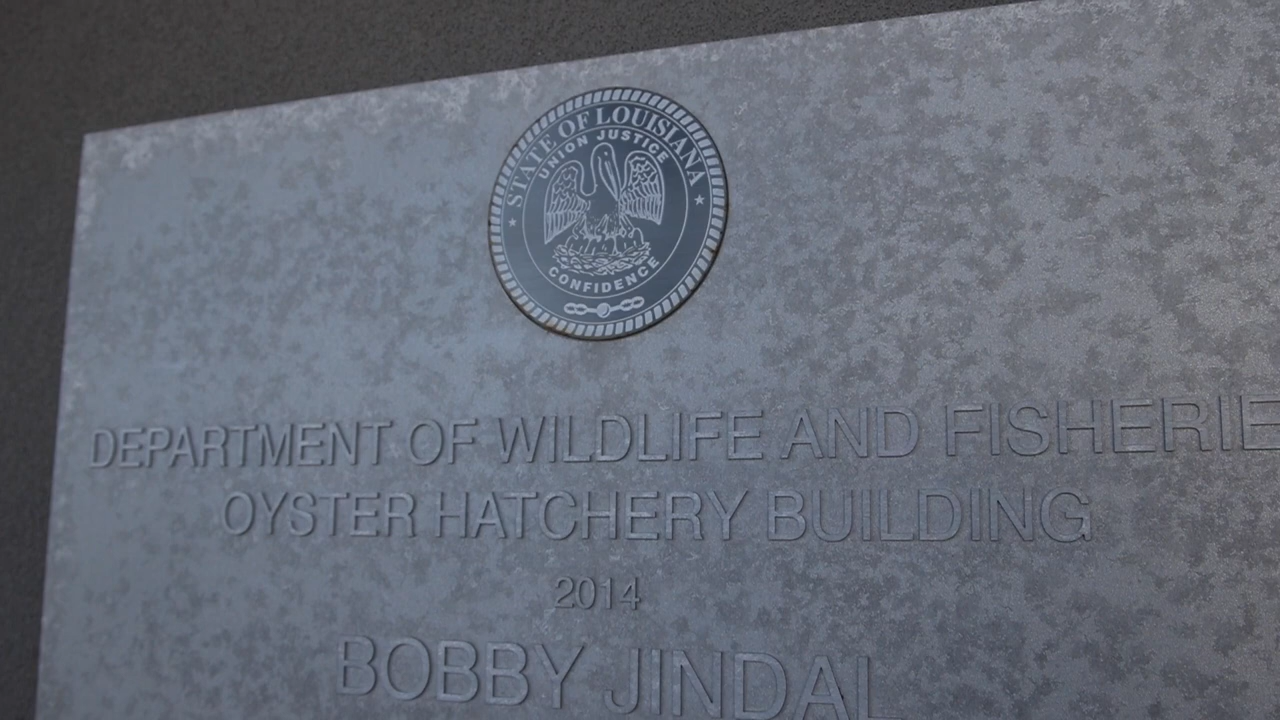 STATE OF LOUISIANA
UNION JUSTICE
CONFIDENCE
DEPARTMENT OF WILDLIFE AND FISHERIE
OYSTER HATCHERY BUILDING
2014
BOBBY JINDAL